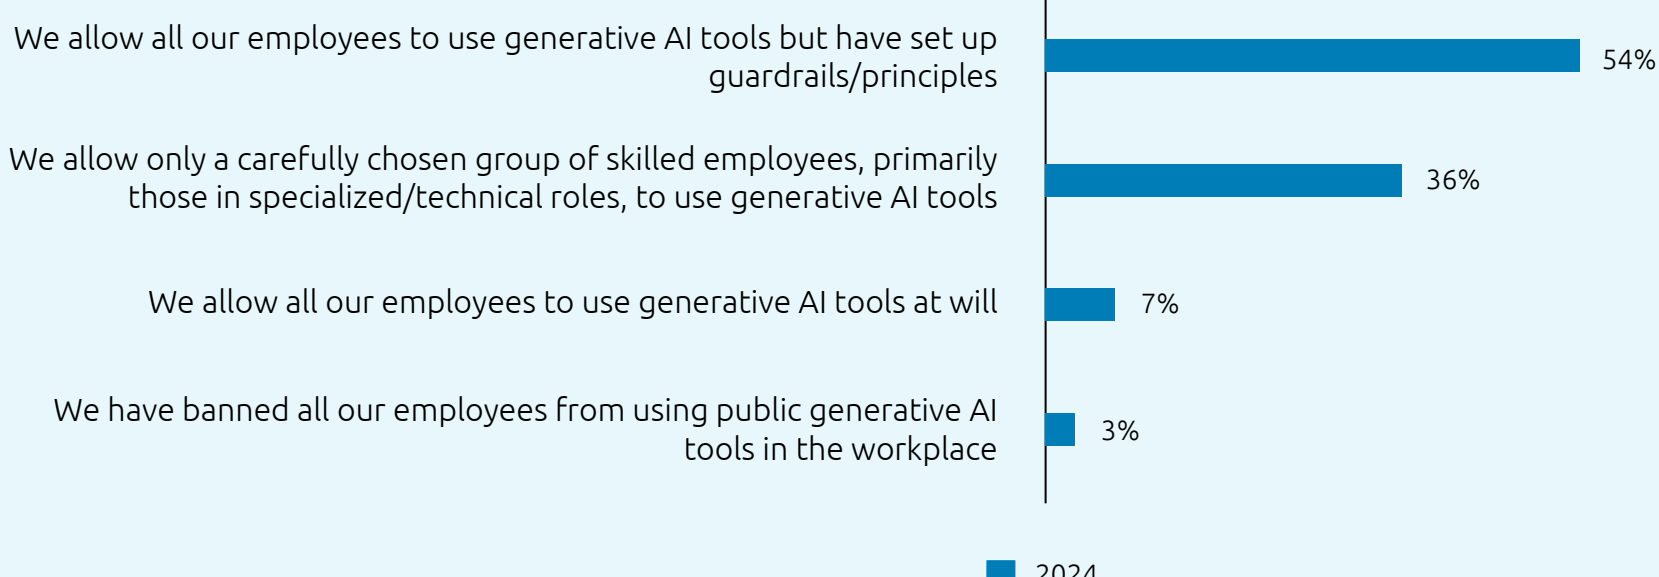 We allow all our employees to use generative AI tools but have set up
guardrails/principles
54%
We allow only a carefully chosen group of skilled employees, primarily
those in specialized/technical roles, to use generative AI tools
36%
We allow all our employees to use generative AI tools at will
7%
We have banned all our employees from using public generative AI
tools in the workplace
3%
2024